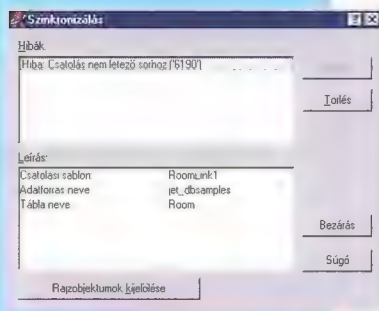 Szinkronizálás
Hibák
Hiba: Csatolás nem létező sorhoz ('6190')
Törlés
Leírás:
Csatolási sablon: RoomLink1
Adatforrás neve jet_dbsamples
Tábla neve Room
Bezárás
Súgó
Rajzobjektumok kijelölése